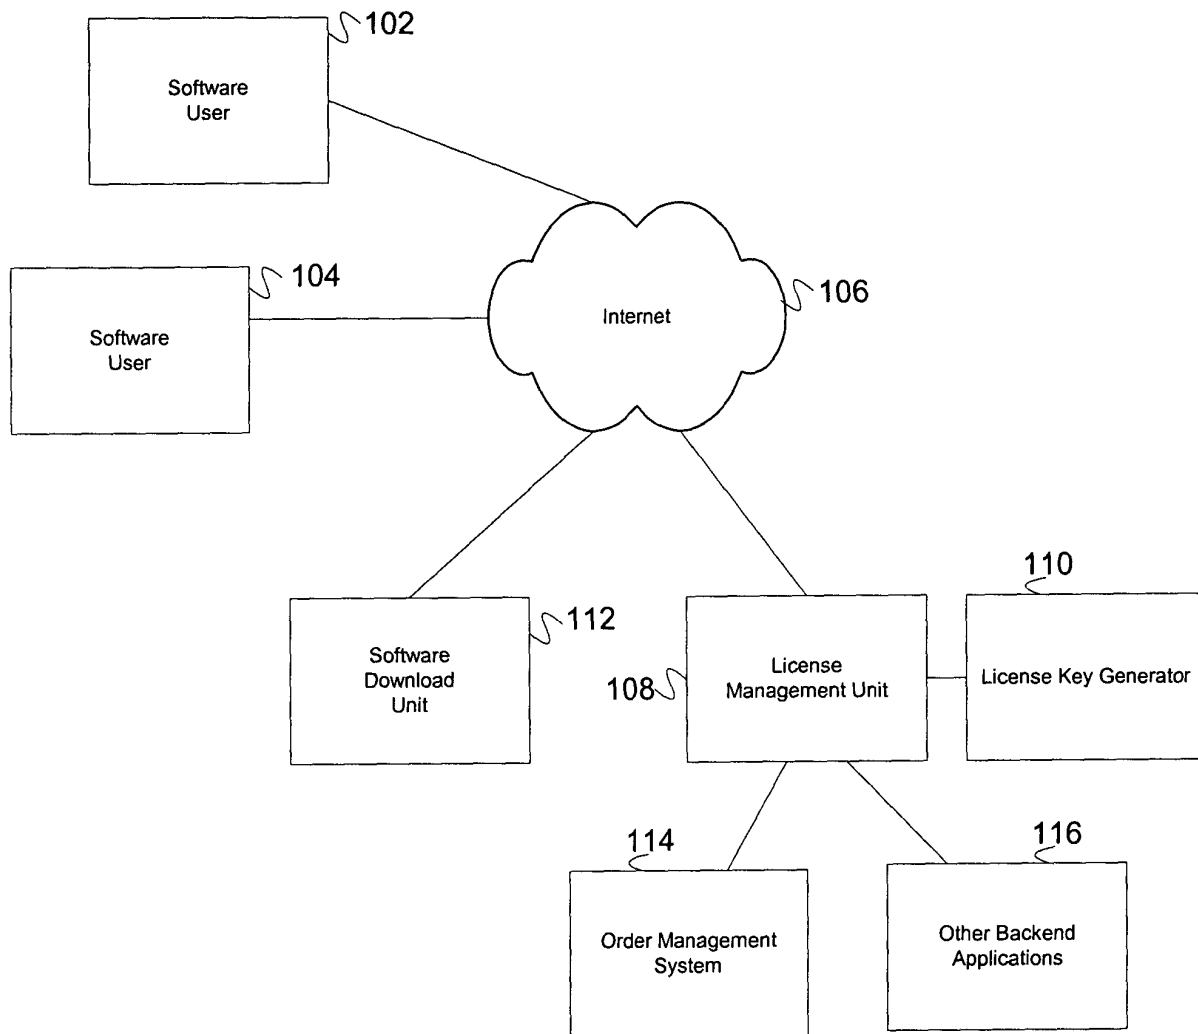 102
Software
User
104
Software
User
106
Internet
112
Software
Download
Unit
108
License
Management Unit
110
License Key Generator
114
Order Management
System
116
Other Backend
Applications